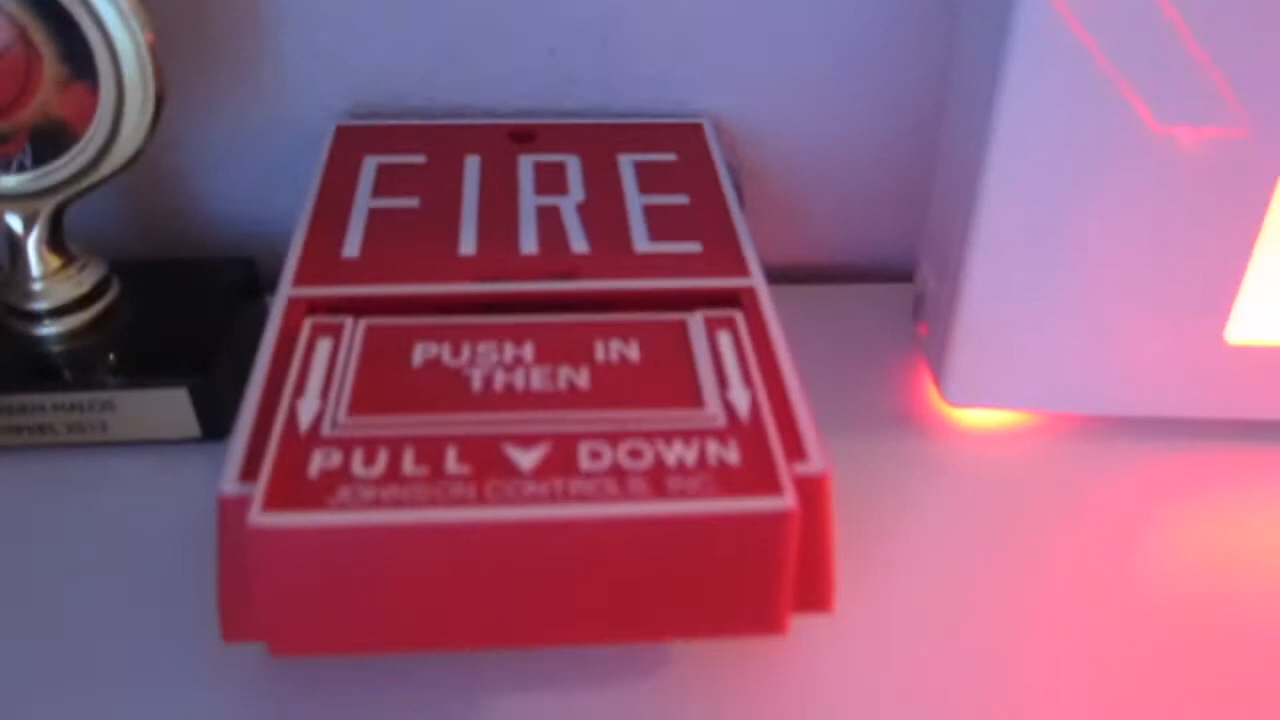 FIRE
PUSH IN
THEN
PULL DOWN
JOHNSON CONTROLS, INC.